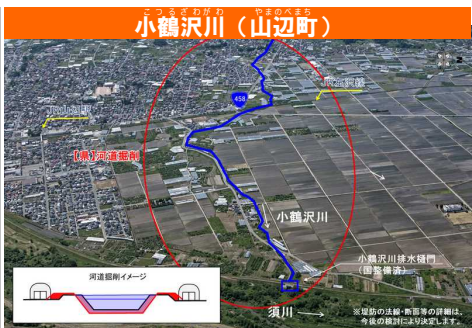 こつるざわがわ やまのべまち
小鶴沢川（山辺町）
458
【県】河道掘削
小鶴沢川
小鶴沢川排水樋門
（国整備済）
河道掘削イメージ
須川
※堤防の法線・断面等の詳細は、
今後の検討により決定します。